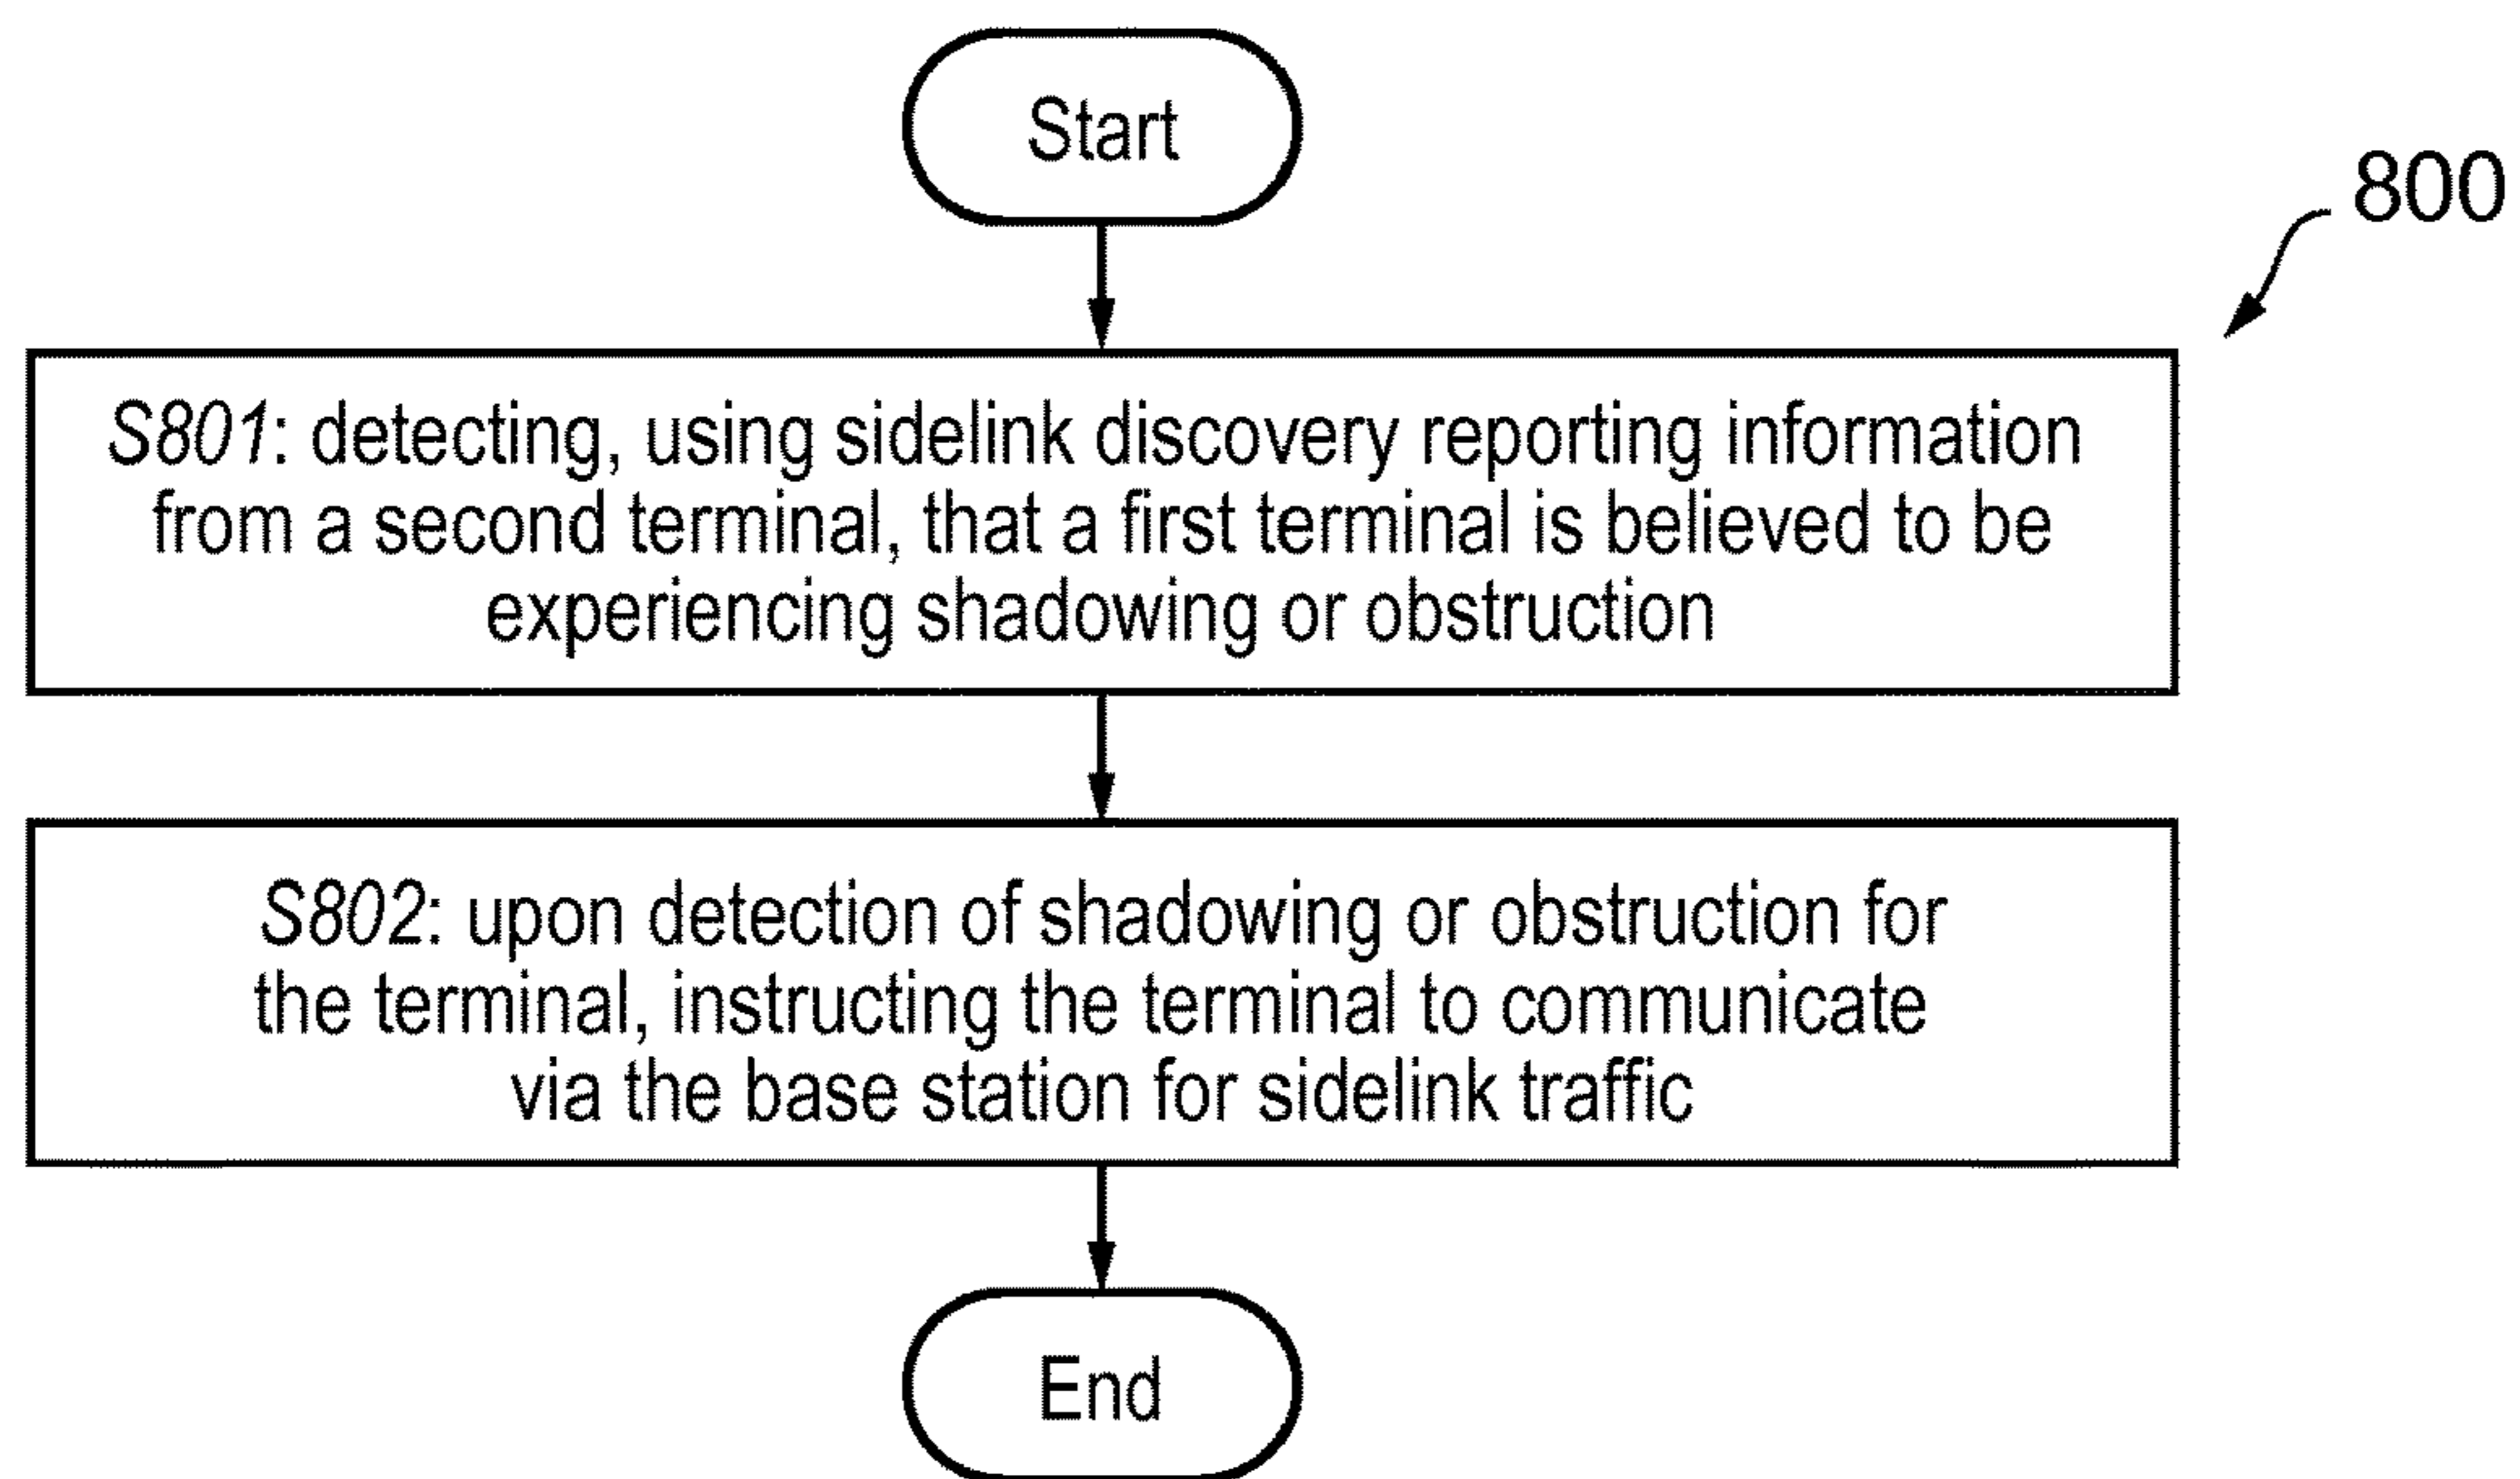 Start
800
S801: detecting, using sidelink discovery reporting information
from a second terminal, that a first terminal is believed to be
experiencing shadowing or obstruction
S802: upon detection of shadowing or obstruction for
the terminal, instructing the terminal to communicate
via the base station for sidelink traffic
End